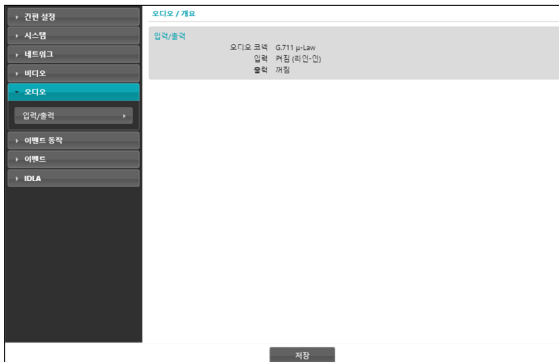 간편 설정
시스템
네트워크
비디오
오디오
입력/출력
이벤트 동작
이벤트
IDLA
오디오 / 개요
입력/출력
오디오 코덱 G.711 μ-Law
입력 켜짐 (라인-인)
출력 꺼짐
저장